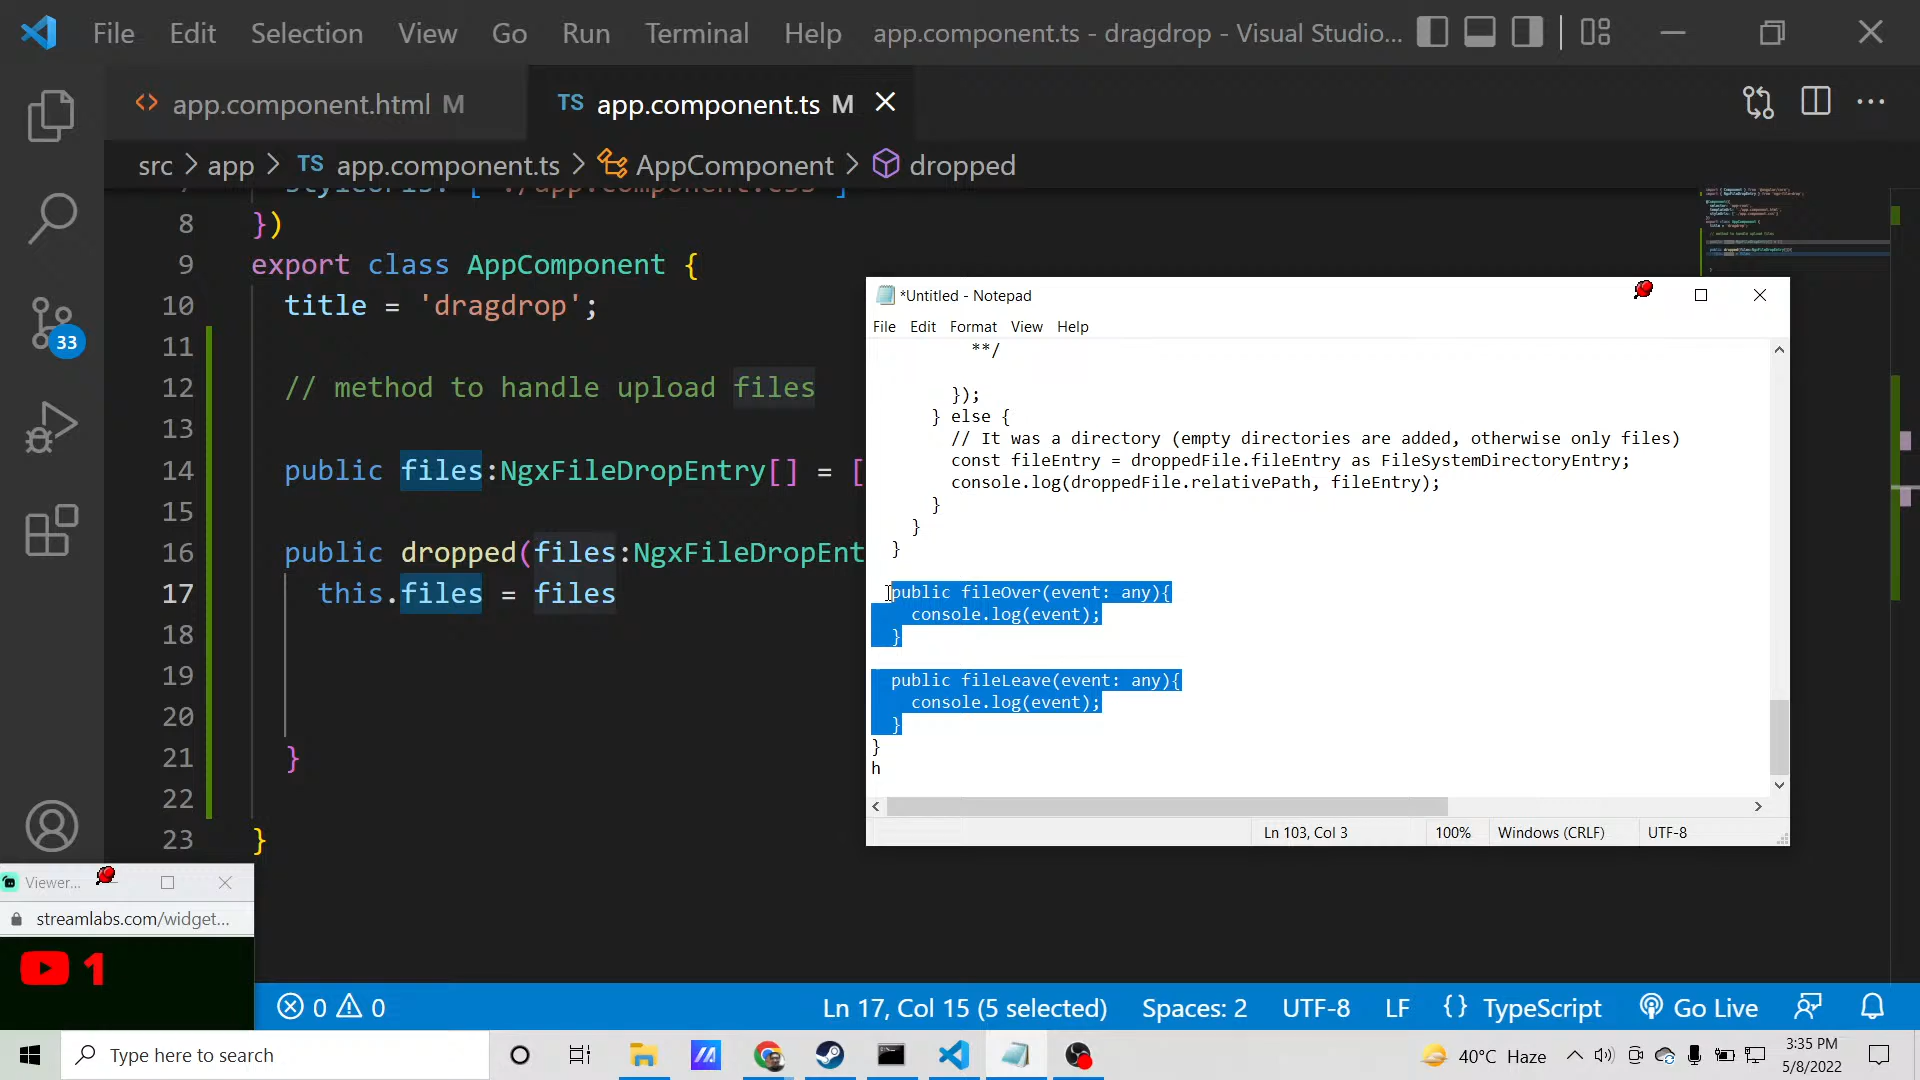 File Edit Selection View Go Run Terminal Help app.component.ts - dragdrop - Visual Studio...
app.component.html M
TS app.component.ts M
src > app > TS app.component.ts > AppComponent > dropped
8 })
9 export class AppComponent {
10 title = 'dragdrop';
11
12 // method to handle upload files
13
14 public files:NgxFileDropEntry[] = [
15
16 public dropped(files:NgxFileDropEnt
17 this.files = files
18
19
20
21 }
22
23 }
33
*Untitled - Notepad
File Edit Format View Help
**/
});
} else {
// It was a directory (empty directories are added, otherwise only files)
const fileEntry = droppedFile.fileEntry as FileSystemDirectoryEntry;
console.log(droppedFile.relativePath, fileEntry);
}
}
}
public fileOver(event: any){
console.log(event);
}
public fileLeave(event: any){
console.log(event);
}
}
h
Ln 103, Col 3 100% Windows (CRLF) UTF-8
Viewer...
streamlabs.com/widget...
1
0 0 Ln 17, Col 15 (5 selected) Spaces: 2 UTF-8 LF {} TypeScript Go Live
Type here to search
40°C Haze
3:35 PM
5/8/2022